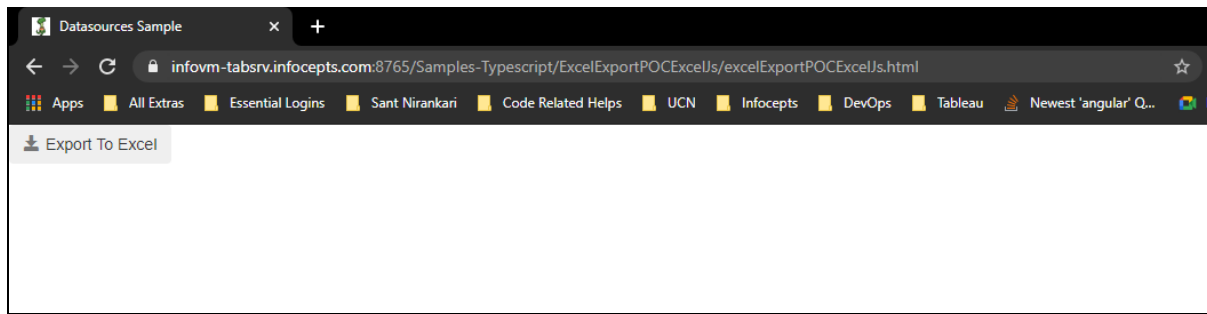 Datasources Sample
infovm-tabsrv.infocepts.com:8765/Samples-Typescript/ExcelExportPOCExcelJs/excelExportPOCExcelJs.html
Apps All Extras Essential Logins Sant Nirankari Code Related Helps UCN Infocepts DevOps Tableau Newest 'angular' Q...
Export To Excel